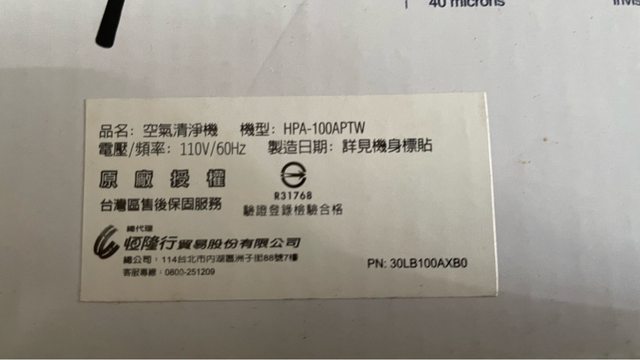 40 microns
品名: 空氣清淨機 機型: HPA-100APTW
電壓/頻率: 110V/60Hz 製造日期: 詳見機身標貼
原廠授權
台灣區售後保固服務
R31768
驗證登錄檢驗合格
總代理
恆隆行貿易股份有限公司
總公司: 114台北市內湖區洲子街88號7樓
客服專線: 0800-251209
PN: 30LB100AXB0